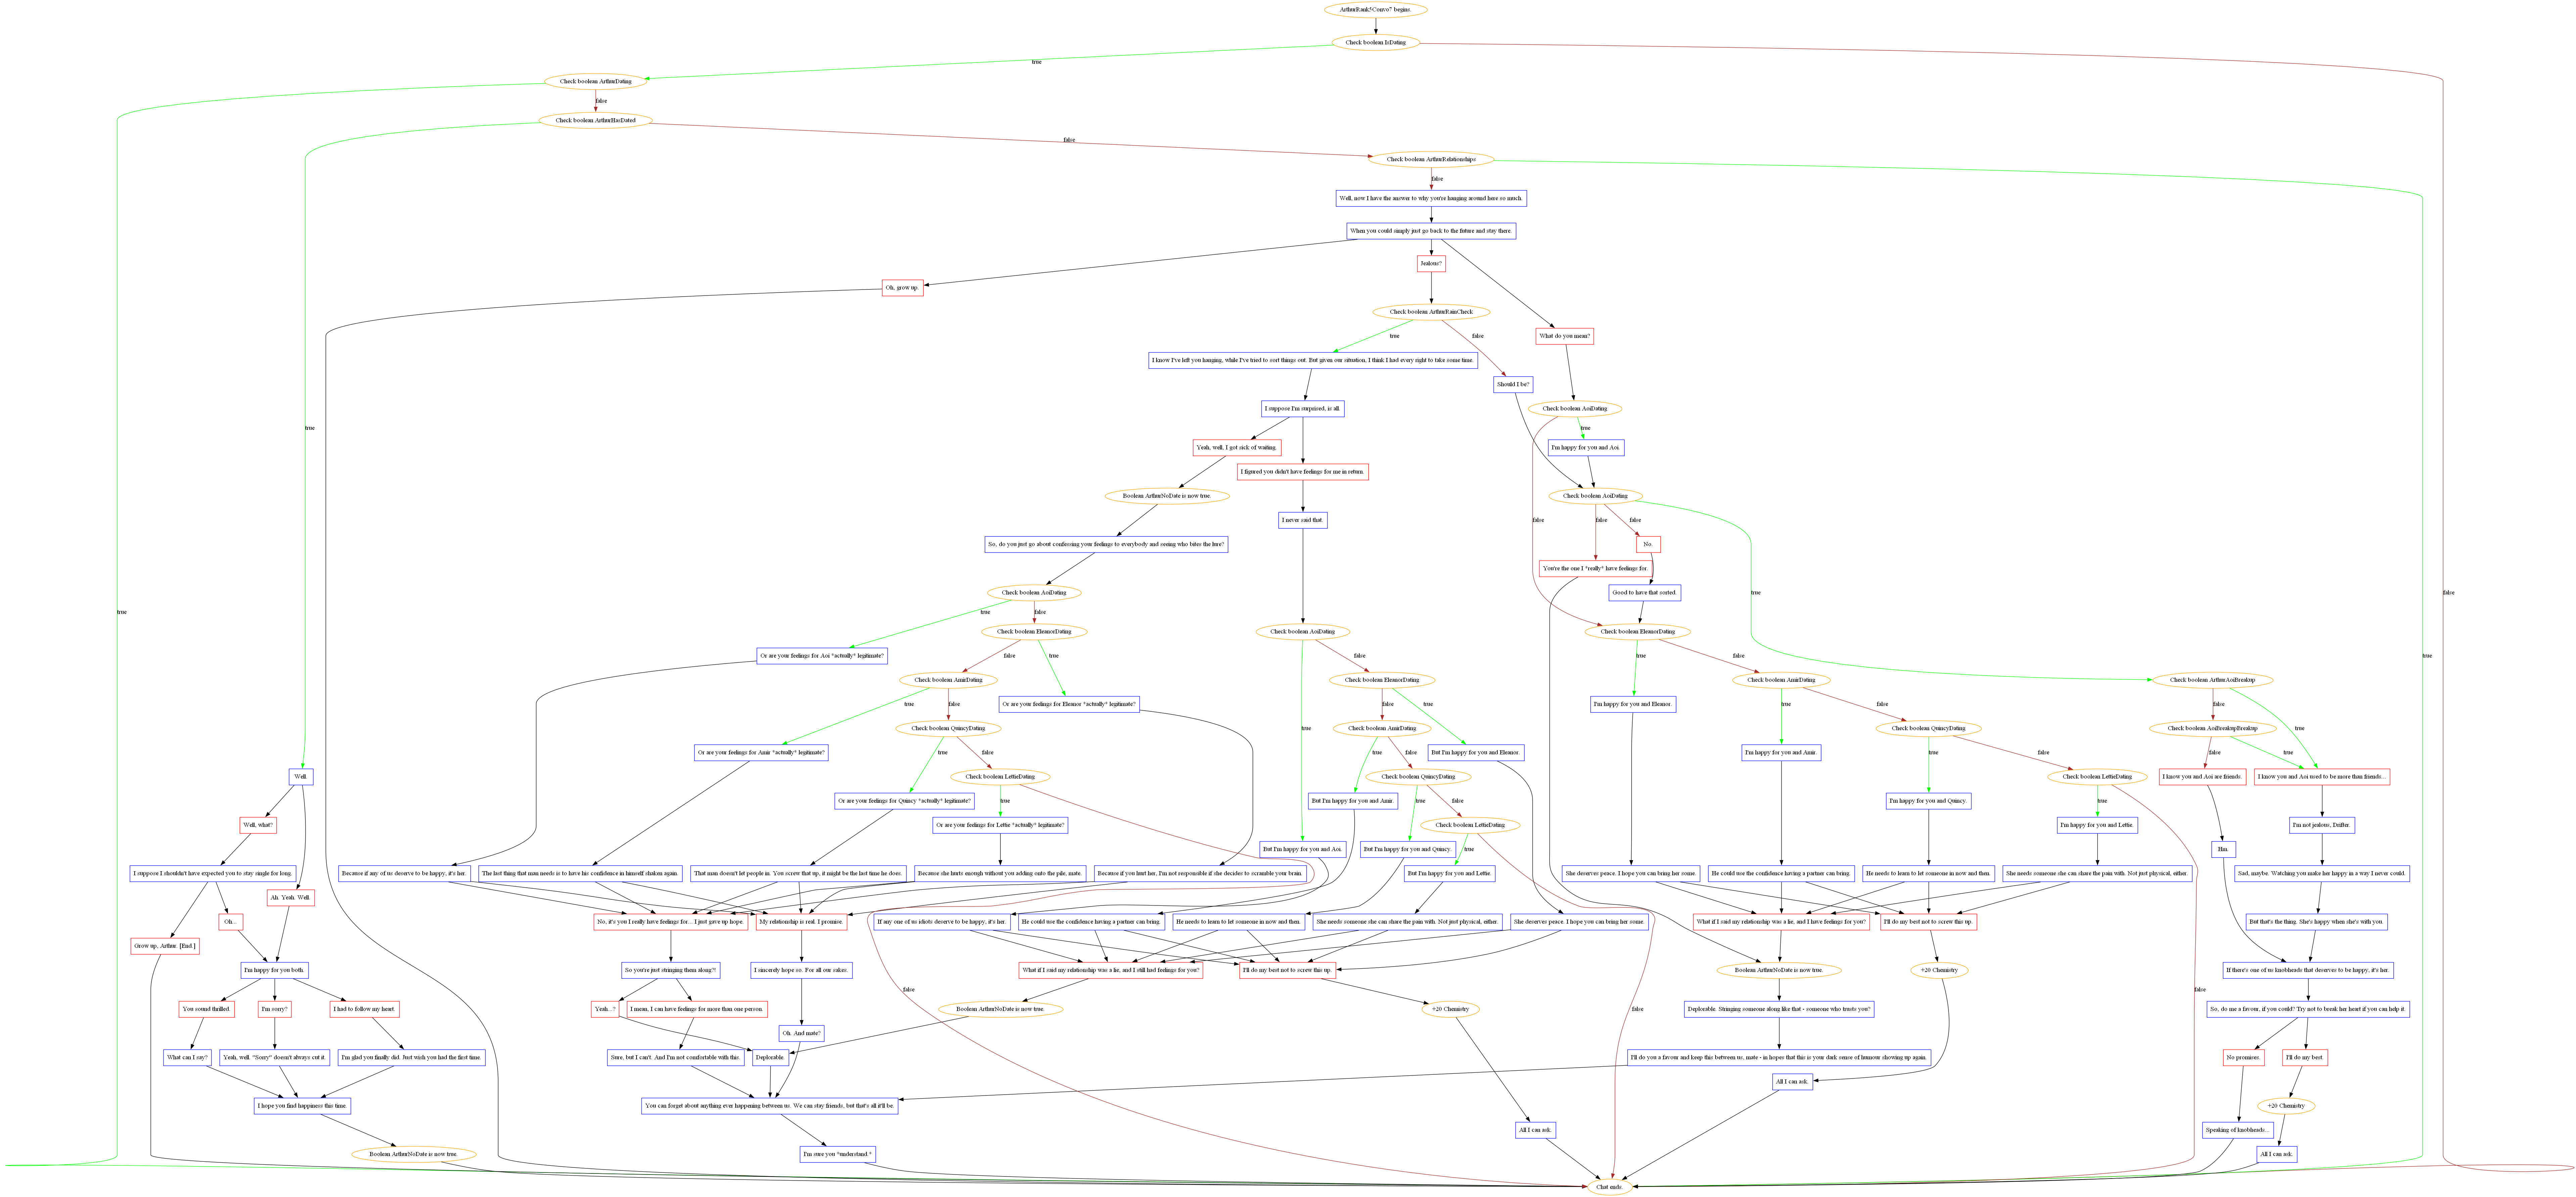 ArthurRank5Convo7 begins.
Check boolean IsDating
true
Check boolean ArthurDating
false
Check boolean ArthurHasDated
false
Check boolean ArthurRelationships
false
Well, now I have the answer to why you're hanging around here so much.
When you could simply just go back to the future and stay there.
Jealous?
Oh, grow up.
Check boolean ArthurRainCheck
What do you mean?
true
false
I know I've left you hanging, while I've tried to sort things out. But given our situation, I think I had every right to take some time.
Should I be?
I suppose I'm surprised, is all.
Check boolean AoiDating
true
true
Yeah, well, I got sick of waiting.
I'm happy for you and Aoi.
I figured you didn't have feelings for me in return.
Boolean ArthurNoDate is now true.
Check boolean AoiDating
I never said that.
false
false
false
So, do you just go about confessing your feelings to everybody and seeing who bites the lure?
No.
You're the one I *really* have feelings for.
Check boolean AoiDating
Good to have that sorted.
true
false
true
true
false
true
Check boolean EleanorDating
Check boolean AoiDating
Check boolean EleanorDating
Or are your feelings for Aoi *actually* legitimate?
false
true
false
true
false
true
Check boolean AmirDating
Check boolean EleanorDating
Check boolean AmirDating
Check boolean ArthurAoiBreakup
Or are your feelings for Eleanor *actually* legitimate?
I'm happy for you and Eleanor.
true
false
false
true
true
false
false
true
true
Check boolean QuincyDating
Check boolean AmirDating
Check boolean QuincyDating
Check boolean AoiBreakupBreakup
Or are your feelings for Amir *actually* legitimate?
But I'm happy for you and Eleanor.
I'm happy for you and Amir.
true
false
true
false
true
false
false
true
Well.
Check boolean LettieDating
Check boolean QuincyDating
Check boolean LettieDating
I know you and Aoi are friends.
I know you and Aoi used to be more than friends...
Or are your feelings for Quincy *actually* legitimate?
But I'm happy for you and Amir.
I'm happy for you and Quincy.
true
true
false
true
Well, what?
Or are your feelings for Lettie *actually* legitimate?
Check boolean LettieDating
I'm happy for you and Lettie.
I'm not jealous, Drifter.
But I'm happy for you and Aoi.
But I'm happy for you and Quincy.
true
Hm.
I suppose I shouldn't have expected you to stay single for long.
Because if any of us deserve to be happy, it's her.
The last thing that man needs is to have his confidence in himself shaken again.
That man doesn't let people in. You screw that up, it might be the last time he does.
Because she hurts enough without you adding onto the pile, mate.
Because if you hurt her, I'm not responsible if she decides to scramble your brain.
But I'm happy for you and Lettie.
She deserves peace. I hope you can bring her some.
He could use the confidence having a partner can bring.
He needs to learn to let someone in now and then.
She needs someone she can share the pain with. Not just physical, either.
Sad, maybe. Watching you make her happy in a way I never could.
Ah. Yeah. Well.
Oh...
No, it's you I really have feelings for... I just gave up hope.
My relationship is real. I promise.
If any one of us idiots deserve to be happy, it's her.
He could use the confidence having a partner can bring.
He needs to learn to let someone in now and then.
She needs someone she can share the pain with. Not just physical, either.
She deserves peace. I hope you can bring her some.
What if I said my relationship was a lie, and I have feelings for you?
I'll do my best not to screw this up.
But that's the thing. She's happy when she's with you.
Grow up, Arthur. [End.]
I'm happy for you both.
So you're just stringing them along?!
I sincerely hope so. For all our sakes.
What if I said my relationship was a lie, and I still had feelings for you?
I'll do my best not to screw this up.
Boolean ArthurNoDate is now true.
+20 Chemistry
If there's one of us knobheads that deserves to be happy, it's her.
false
false
You sound thrilled.
I'm sorry?
I had to follow my heart.
Yeah...?
I mean, I can have feelings for more than one person.
Boolean ArthurNoDate is now true.
+20 Chemistry
false
Deplorable. Stringing someone along like that - someone who trusts you?
So, do me a favour, if you could? Try not to break her heart if you can help it.
Oh. And mate?
What can I say?
Yeah, well. "Sorry" doesn't always cut it.
I'm glad you finally did. Just wish you had the first time.
Sure, but I can't. And I'm not comfortable with this.
Deplorable.
I'll do you a favour and keep this between us, mate - in hopes that this is your dark sense of humour showing up again.
No promises.
I'll do my best.
All I can ask.
I hope you find happiness this time.
You can forget about anything ever happening between us. We can stay friends, but that's all it'll be.
+20 Chemistry
All I can ask.
Speaking of knobheads...
Boolean ArthurNoDate is now true.
I'm sure you *understand.*
All I can ask.
Chat ends.